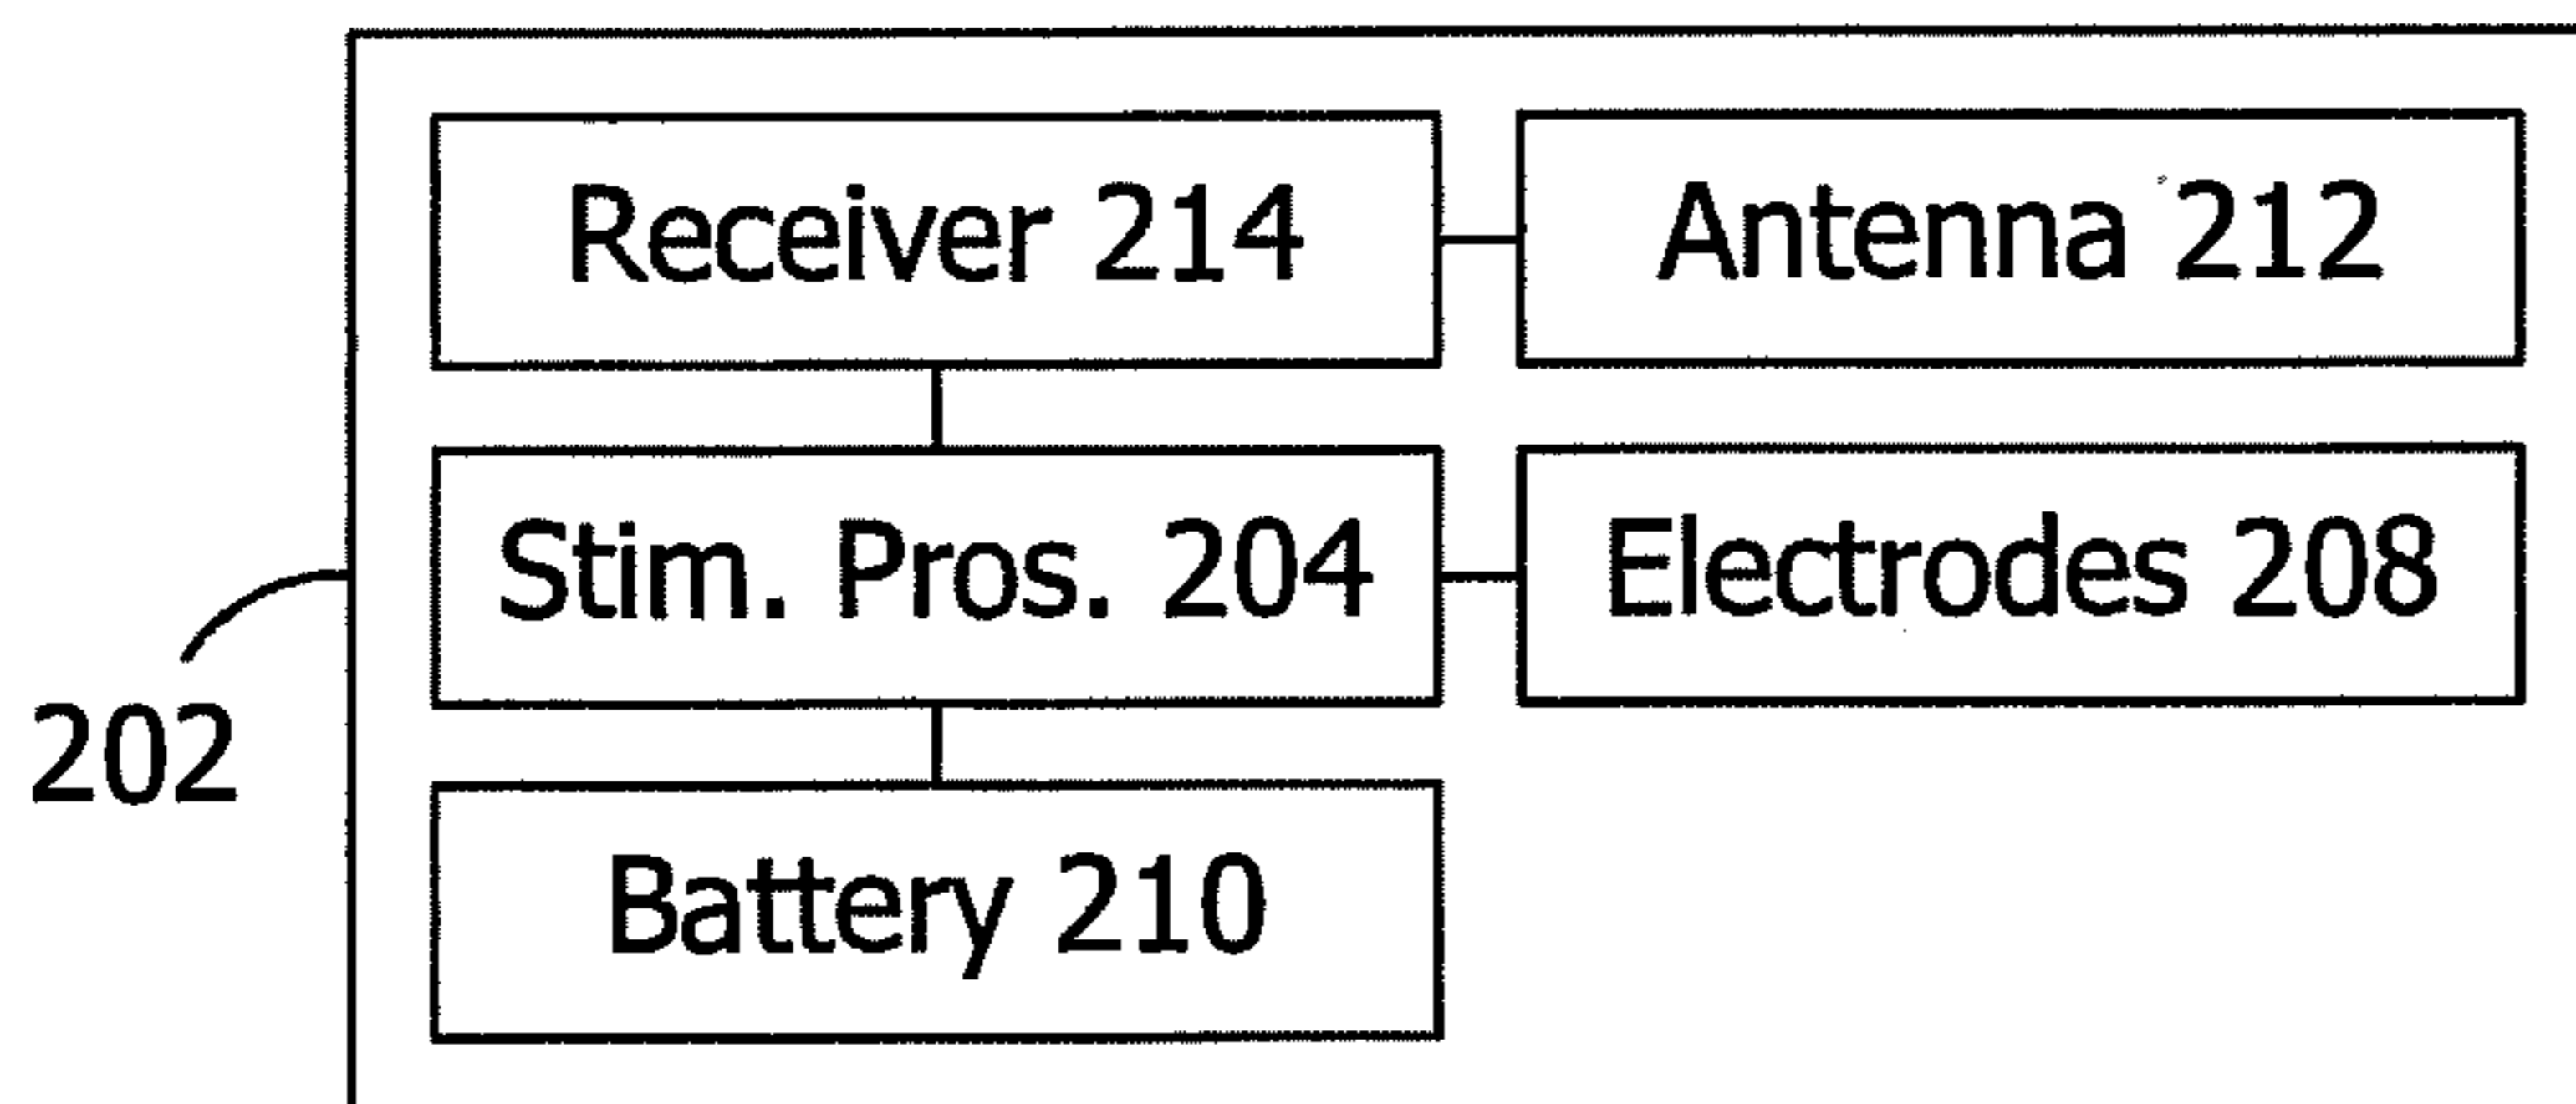 Receiver 214
Antenna 212
Stim. Pros. 204
Electrodes 208
202
Battery 210